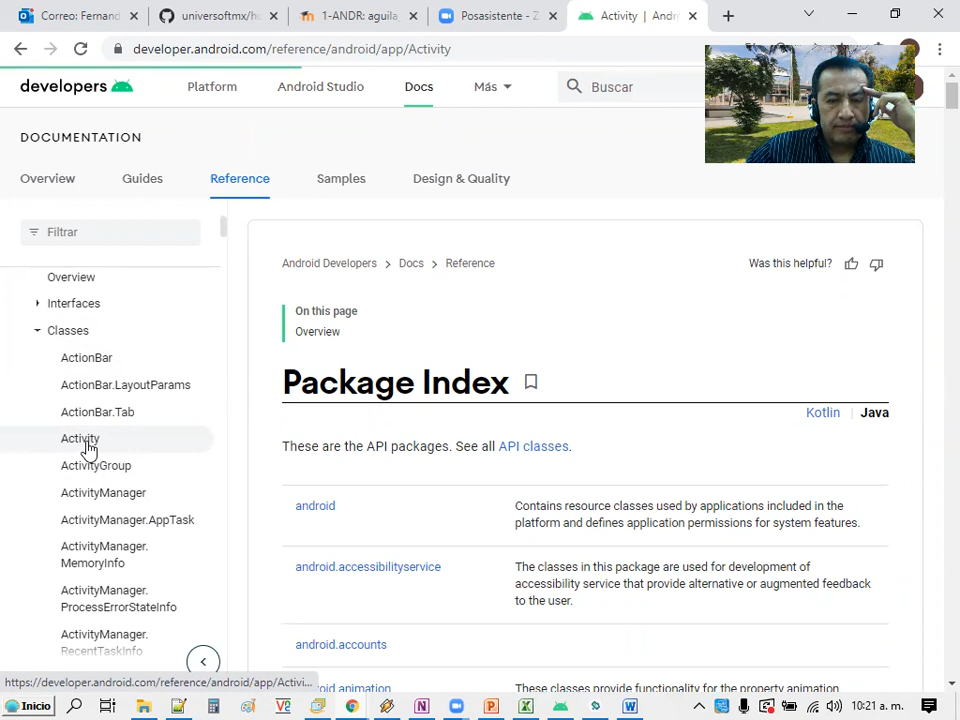 Correo: Fernand
universoftmx/h
1-ANDR: aguila
Posasistente - Z
Activity | Andr
developer.android.com/reference/android/app/Activity
developers
Platform
Android Studio
Docs
Más
Buscar
DOCUMENTATION
Overview
Guides
Reference
Samples
Design & Quality
Filtrar
Overview
Interfaces
Classes
ActionBar
ActionBar.LayoutParams
ActionBar.Tab
Activity
ActivityGroup
ActivityManager
ActivityManager.AppTask
ActivityManager.
MemoryInfo
ActivityManager.
ProcessErrorStateInfo
ActivityManager.
RecentTaskInfo
Android Developers > Docs > Reference
Was this helpful?
On this page
Overview
Package Index
Kotlin | Java
These are the API packages. See all API classes.
android
Contains resource classes used by applications included in the
platform and defines application permissions for system features.
android.accessibilityservice
The classes in this package are used for development of
accessibility service that provide alternative or augmented feedback
to the user.
android.accounts
android.animation
These classes provide functionality for the property animation
https://developer.android.com/reference/android/app/Activi...
Inicio
10:21 a. m.